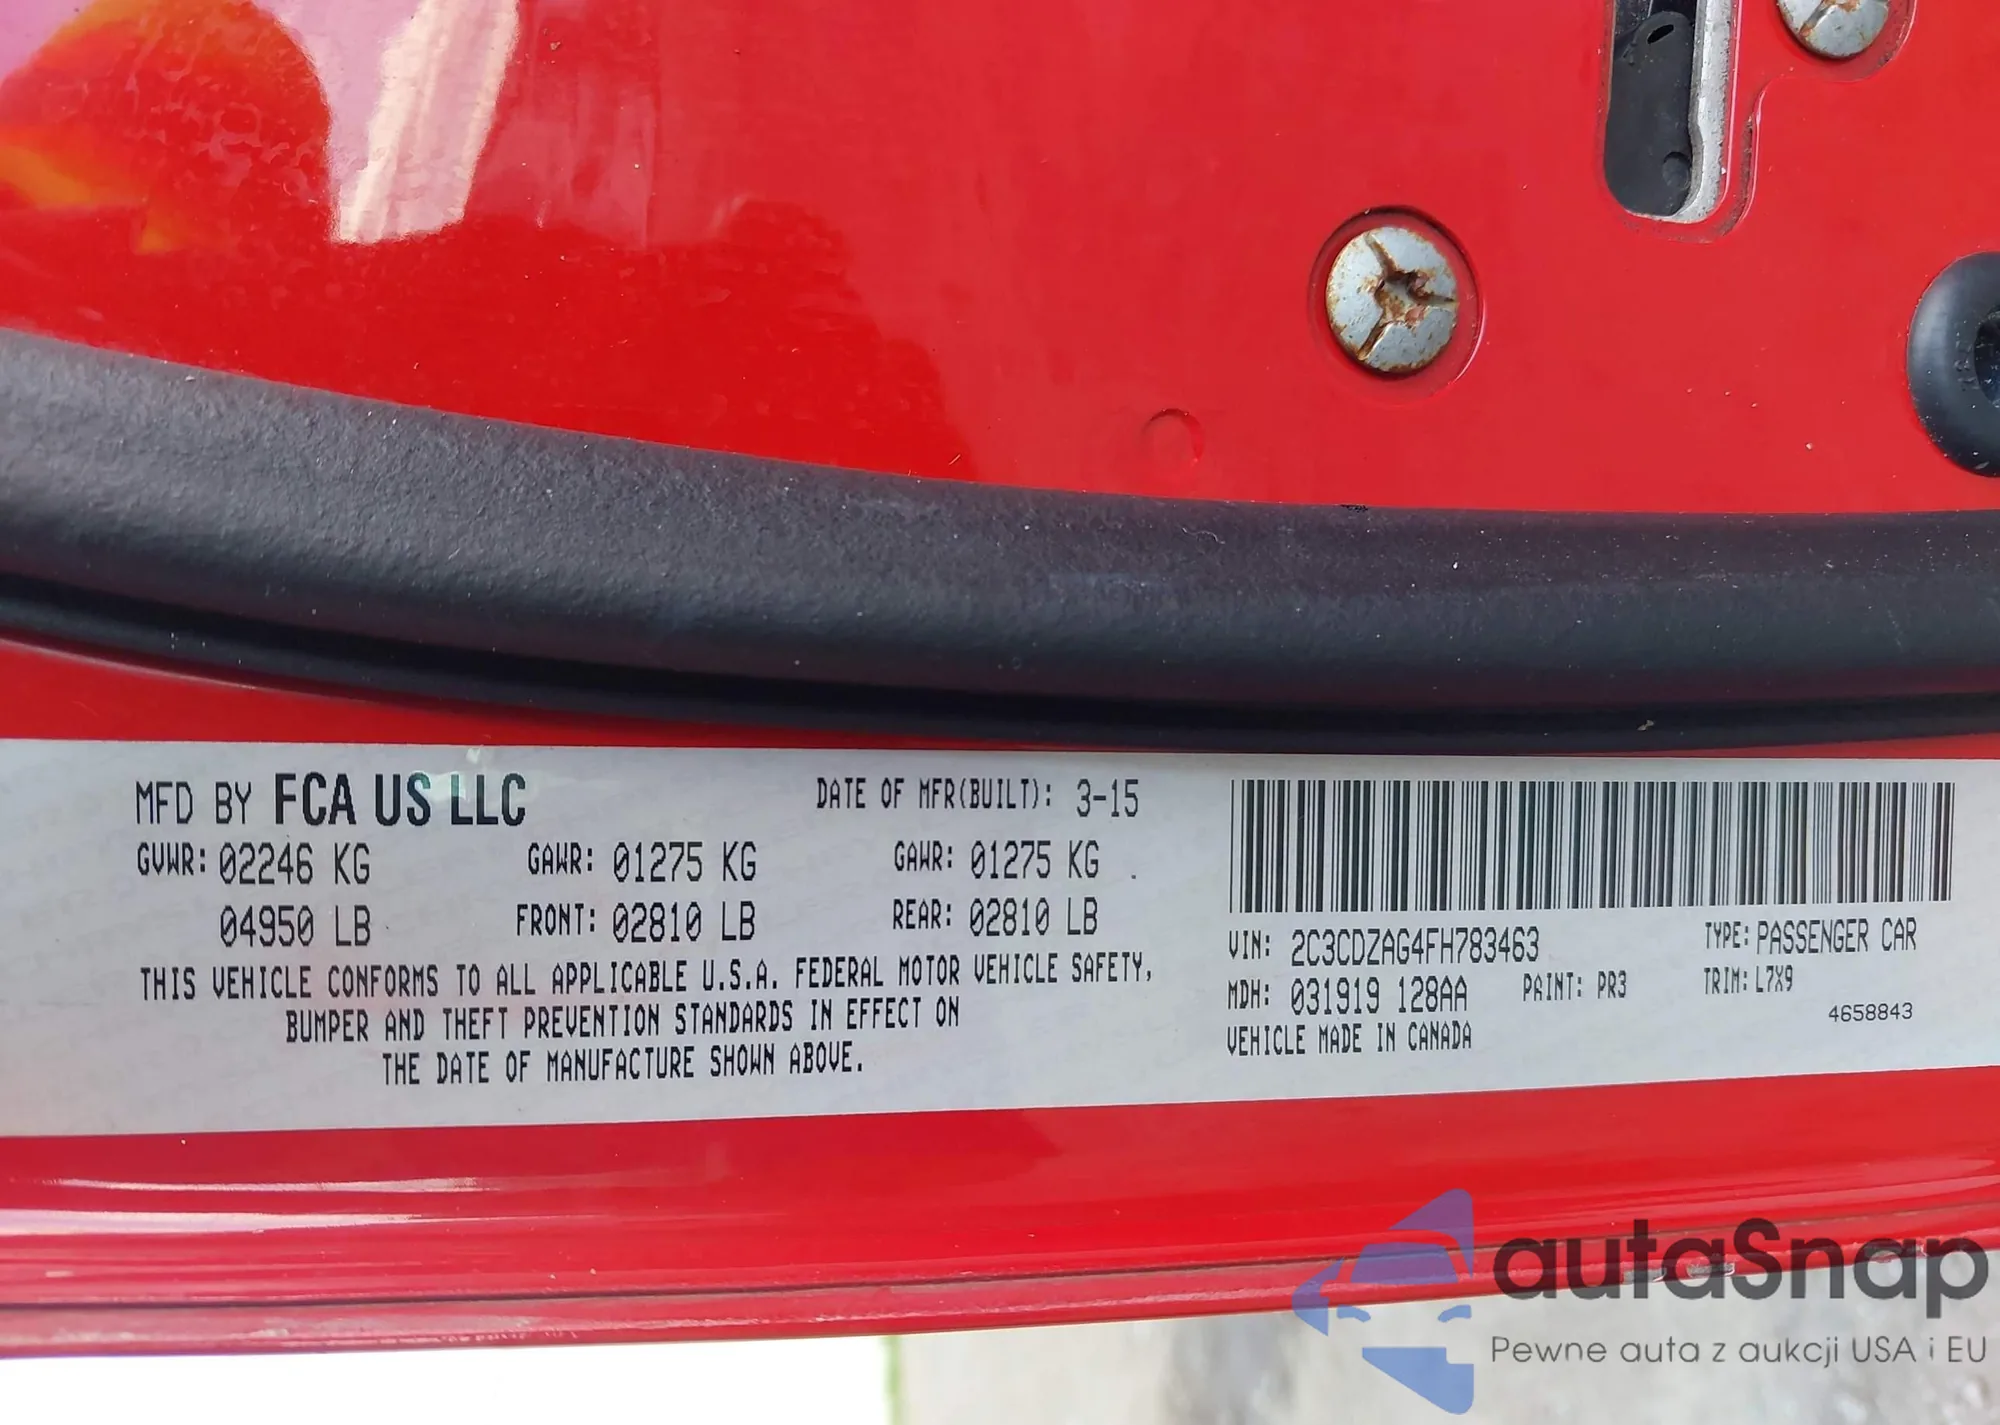 MFD BY FCA US LLC DATE OF MFR(BUILT): 3-15
GVWR: 02246 KG GAWR: 01275 KG GAWR: 01275 KG
04950 LB FRONT: 02810 LB REAR: 02810 LB
THIS VEHICLE CONFORMS TO ALL APPLICABLE U.S.A. FEDERAL MOTOR VEHICLE SAFETY,
BUMPER AND THEFT PREVENTION STANDARDS IN EFFECT ON
THE DATE OF MANUFACTURE SHOWN ABOVE.
VIN: 2C3CDZAG4FH783463 TYPE: PASSENGER CAR
MDH: 031919 128AA PAINT: PR3 TRIM: L7X9
VEHICLE MADE IN CANADA 4658843
autaSnap
Pewne auta z aukcji USA i EU